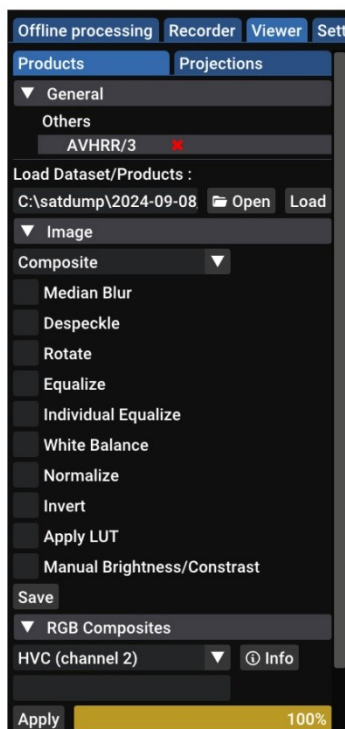 Offline processing Recorder Viewer Sett
Products Projections
General
Others
AVHRR/3
Load Dataset/Products :
C:\satdump\2024-09-08 Open Load
Image
Composite
Median Blur
Despeckle
Rotate
Equalize
Individual Equalize
White Balance
Normalize
Invert
Apply LUT
Manual Brightness/Constrast
Save
RGB Composites
HVC (channel 2) Info
Apply 100%